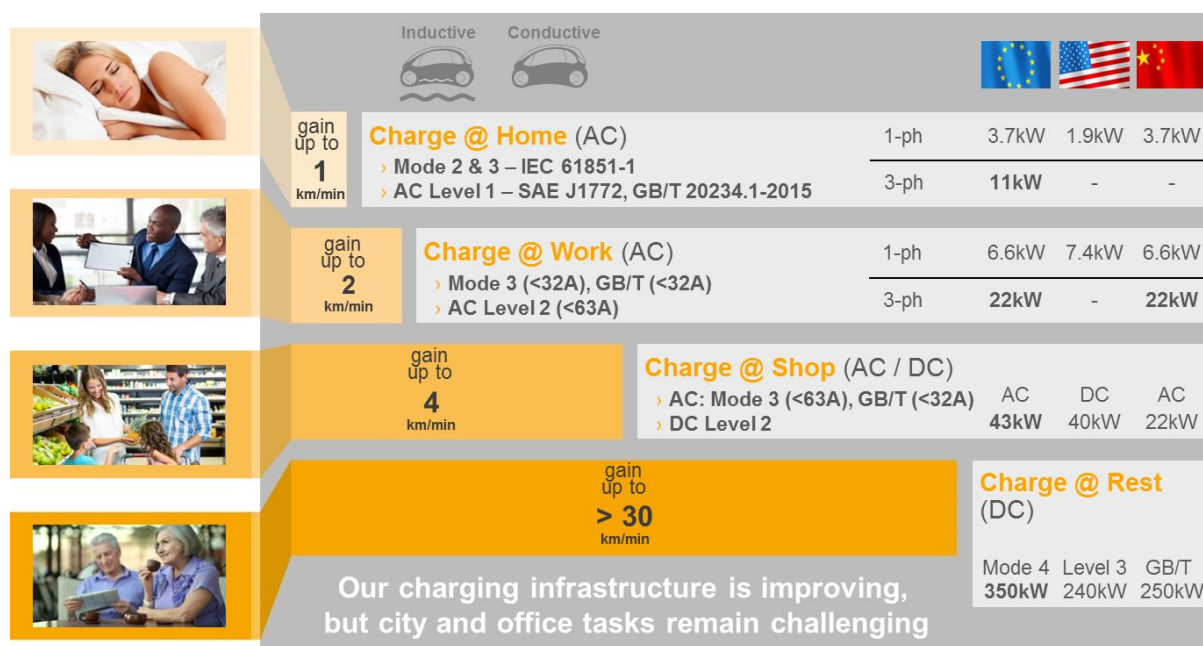 Inductive Conductive
gain
up to
1
km/min
Charge @ Home (AC)
› Mode 2 & 3 – IEC 61851-1
› AC Level 1 – SAE J1772, GB/T 20234.1-2015
1-ph 3.7kW 1.9kW 3.7kW
3-ph 11kW - -
gain
up to
2
km/min
Charge @ Work (AC)
› Mode 3 (<32A), GB/T (<32A)
› AC Level 2 (<63A)
1-ph 6.6kW 7.4kW 6.6kW
3-ph 22kW - 22kW
gain
up to
4
km/min
Charge @ Shop (AC / DC)
› AC: Mode 3 (<63A), GB/T (<32A)
› DC Level 2
AC DC AC
43kW 40kW 22kW
gain
up to
> 30
km/min
Charge @ Rest
(DC)
Mode 4 Level 3 GB/T
350kW 240kW 250kW
Our charging infrastructure is improving,
but city and office tasks remain challenging